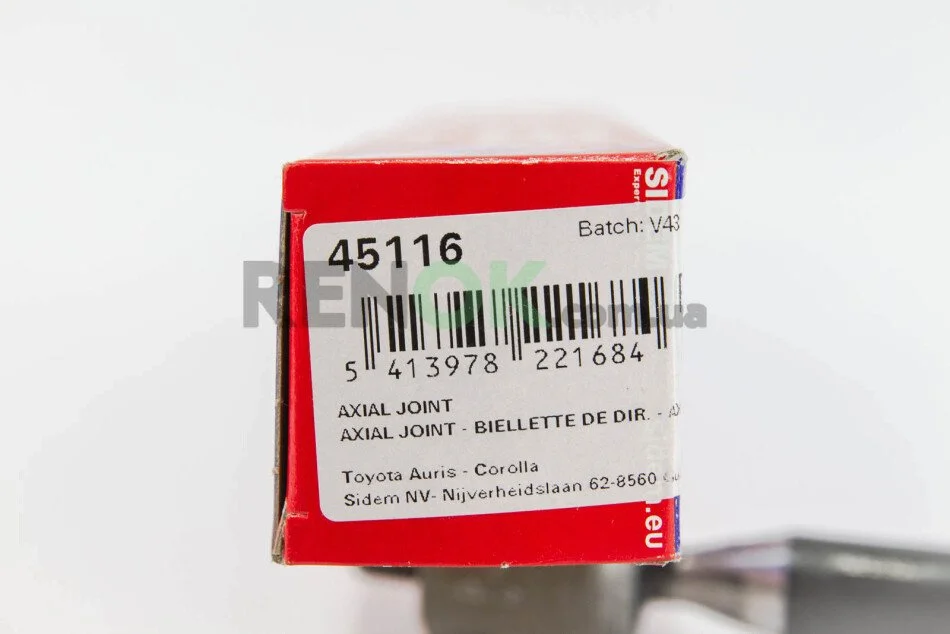 45116
Batch: V43
RENOK.com.ua
5 413978 221684
AXIAL JOINT
AXIAL JOINT - BIELLETTE DE DIR. -
Toyota Auris - Corolla
Sidem NV- Nijverheidslaan 62-8560
SIDEM
.eu